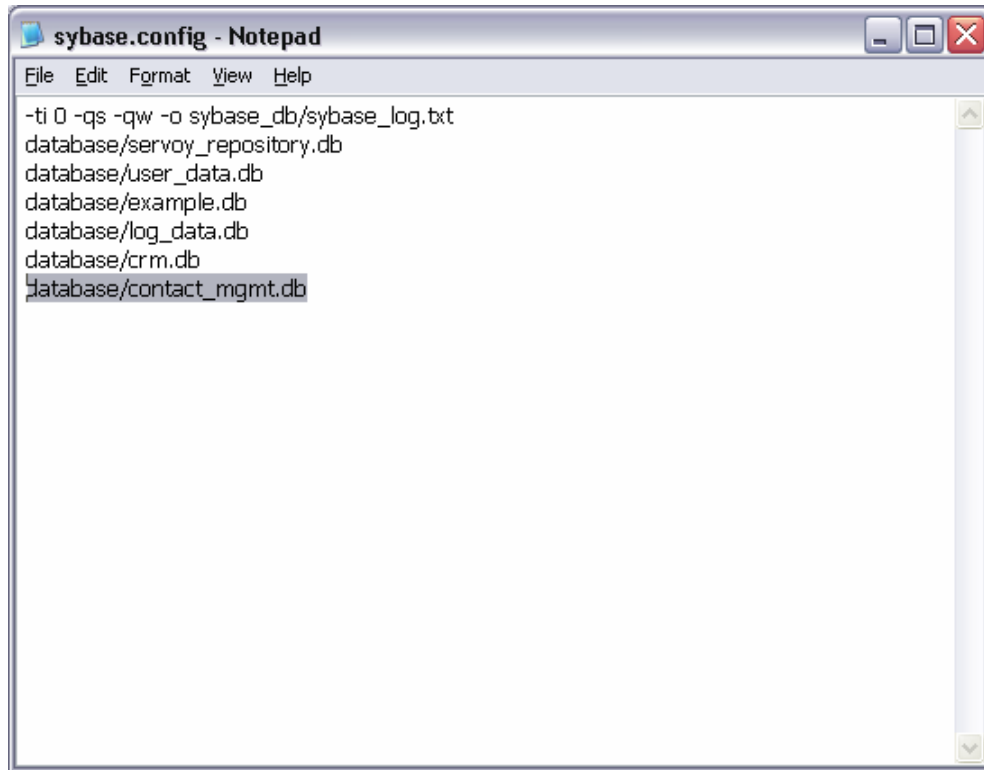 sybase.config - Notepad
File Edit Format View Help
-ti 0 -qs -qw -o sybase_db/sybase_log.txt
database/servoy_repository.db
database/user_data.db
database/example.db
database/log_data.db
database/crm.db
database/contact_mgmt.db